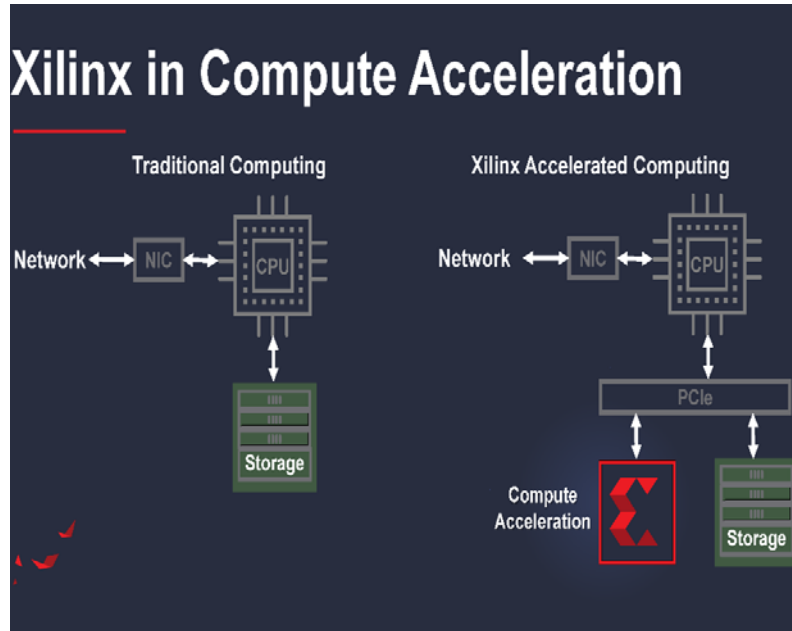 Xilinx in Compute Acceleration
Traditional Computing
Network
NIC
CPU
Storage
Xilinx Accelerated Computing
Network
NIC
CPU
PCIe
Compute
Acceleration
Storage